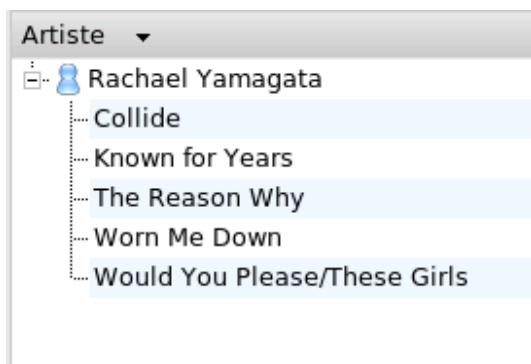 Artiste
Rachael Yamagata
Collide
Known for Years
The Reason Why
Worn Me Down
Would You Please/These Girls